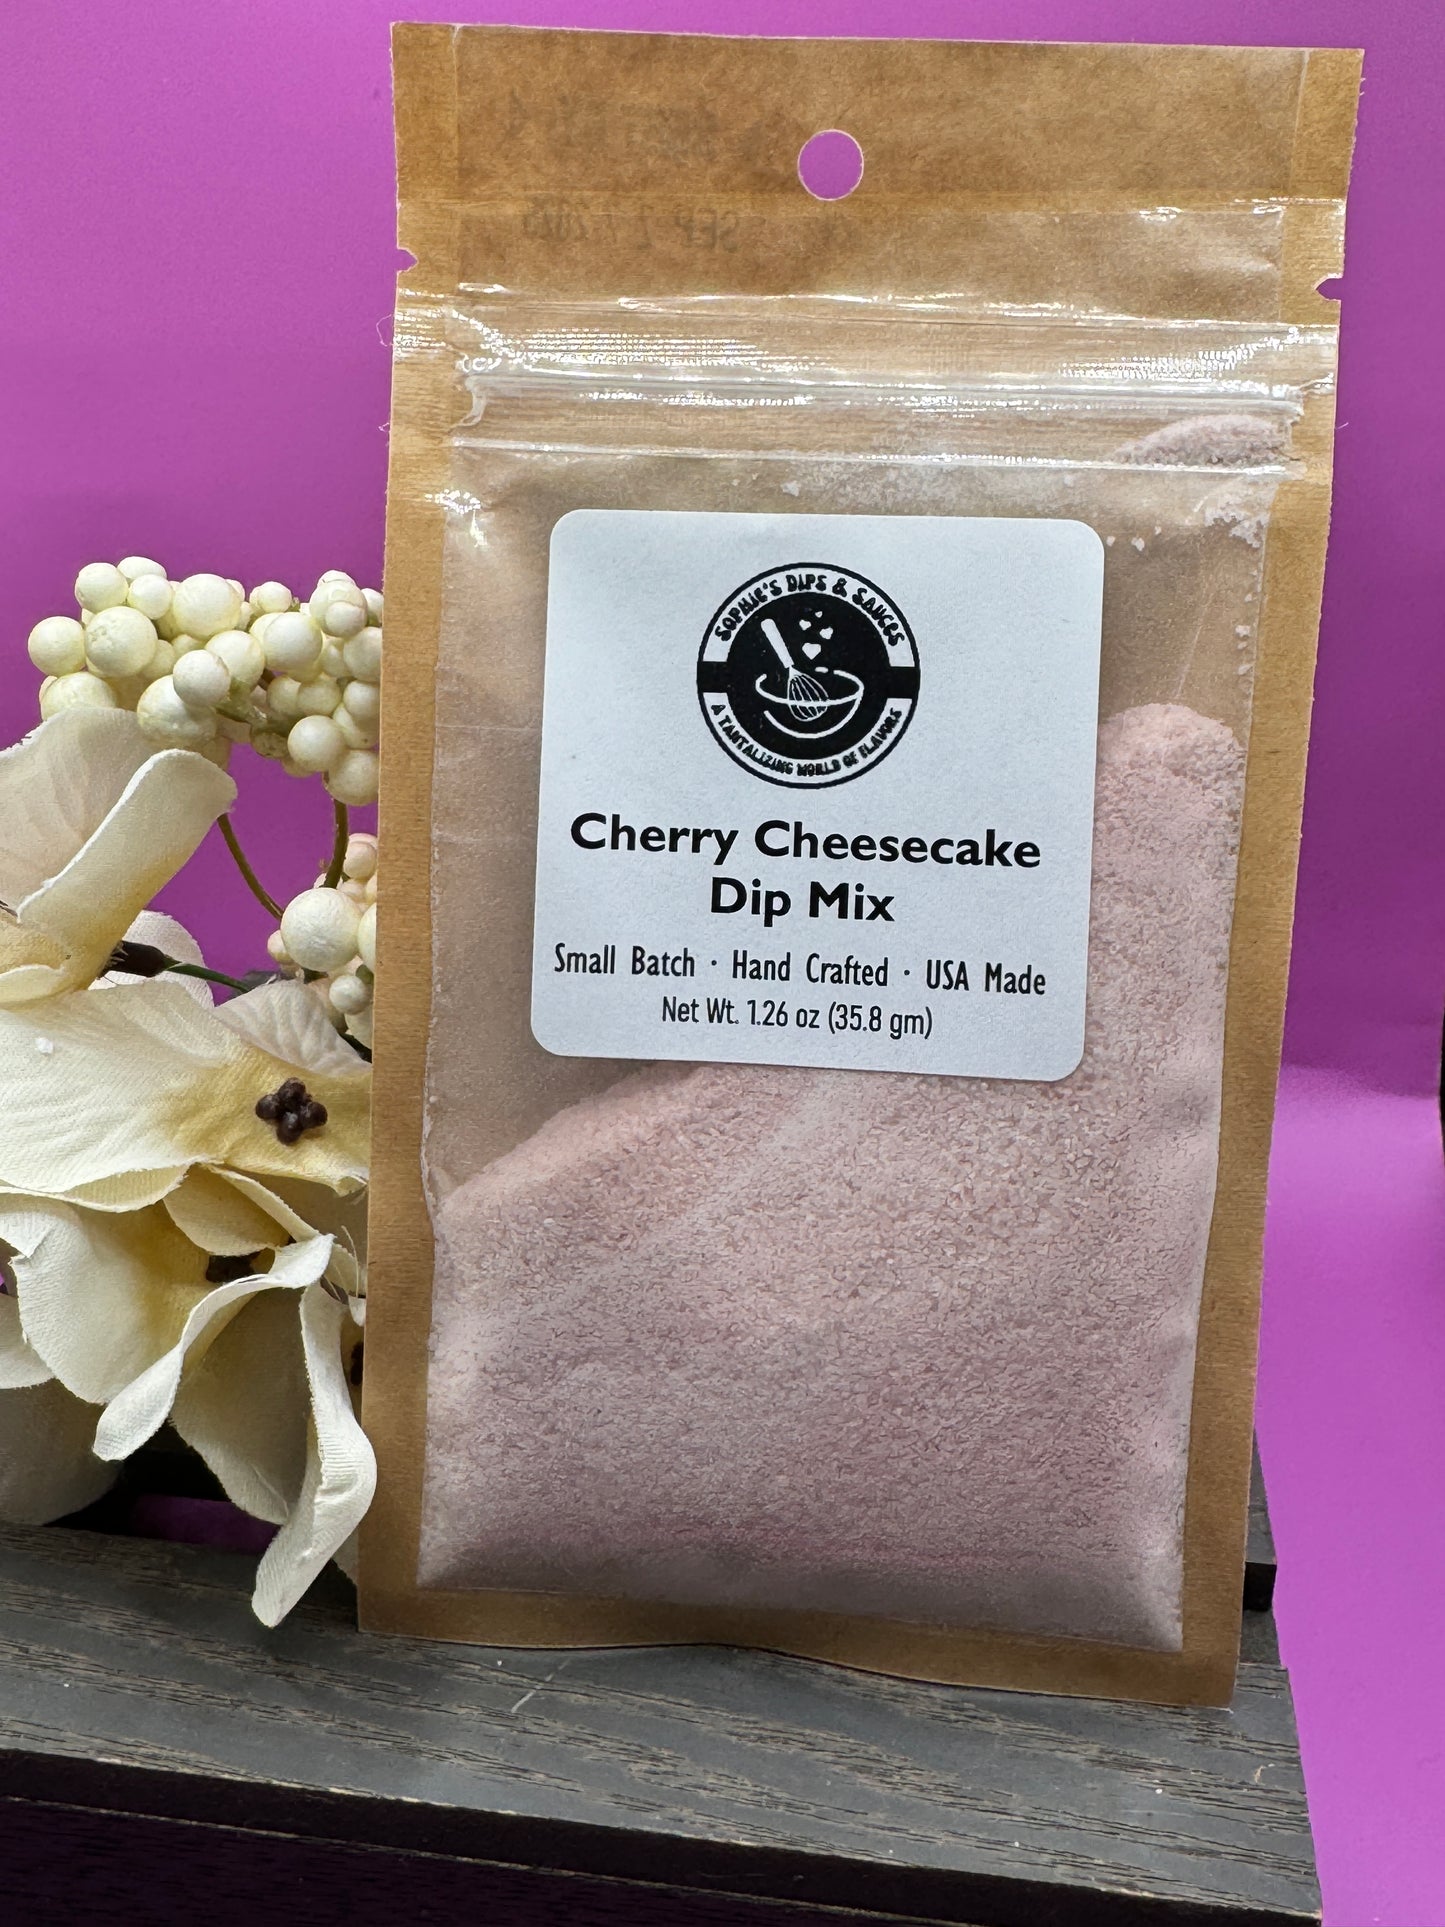 SOPHIE'S DIPS & SAUCES
A TANTALIZING WORLD OF FLAVORS
Cherry Cheesecake
Dip Mix
Small Batch · Hand Crafted · USA Made
Net Wt. 1.26 oz (35.8 gm)